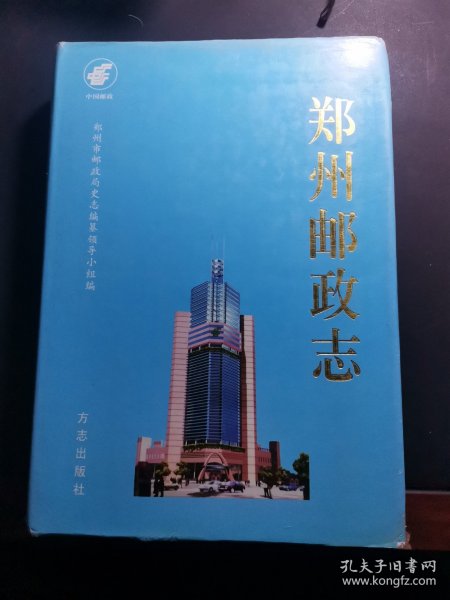 中国邮政
郑州邮政志
郑州市邮政局史志编纂领导小组编
方志出版社
孔夫子旧书网
www.kongfz.com